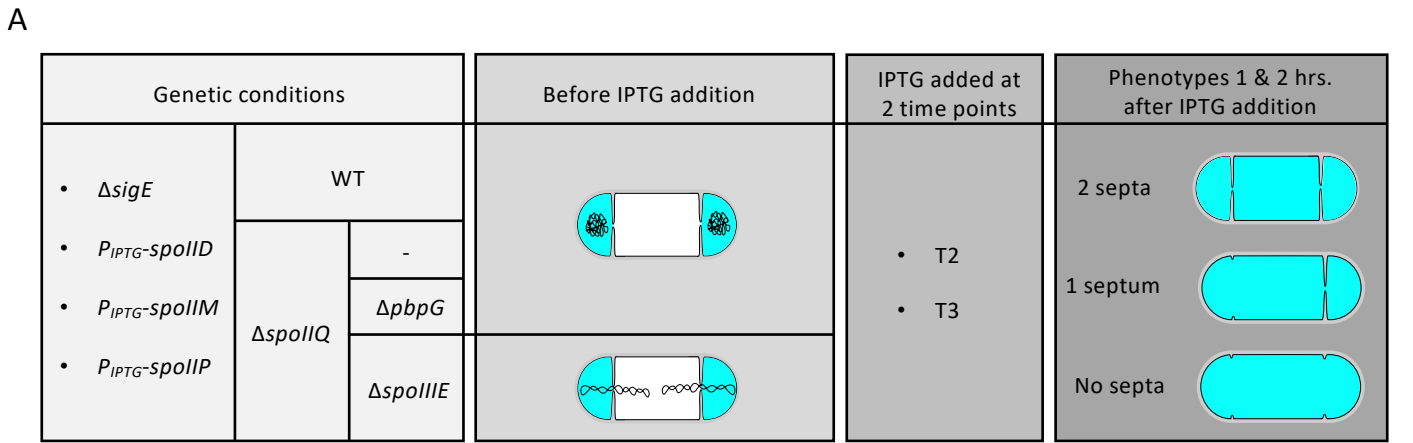 A
Genetic conditions
Before IPTG addition
IPTG added at
2 time points
Phenotypes 1 & 2 hrs.
after IPTG addition
• ΔsigE
• PIPTG-spoIID
• PIPTG-spoIIM
• PIPTG-spoIIP
WT
ΔspoIIQ
-
ΔpbpG
ΔspoIIIE
• T2
• T3
2 septa
1 septum
No septa